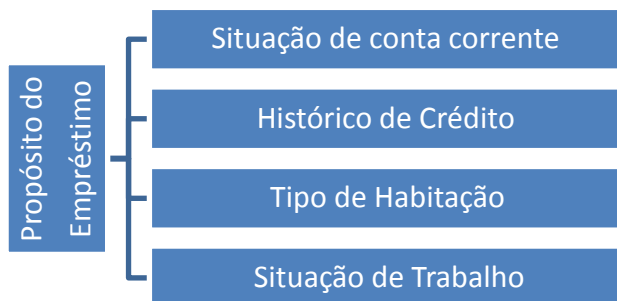 Propósito do
Empréstimo
Situação de conta corrente
Histórico de Crédito
Tipo de Habitação
Situação de Trabalho